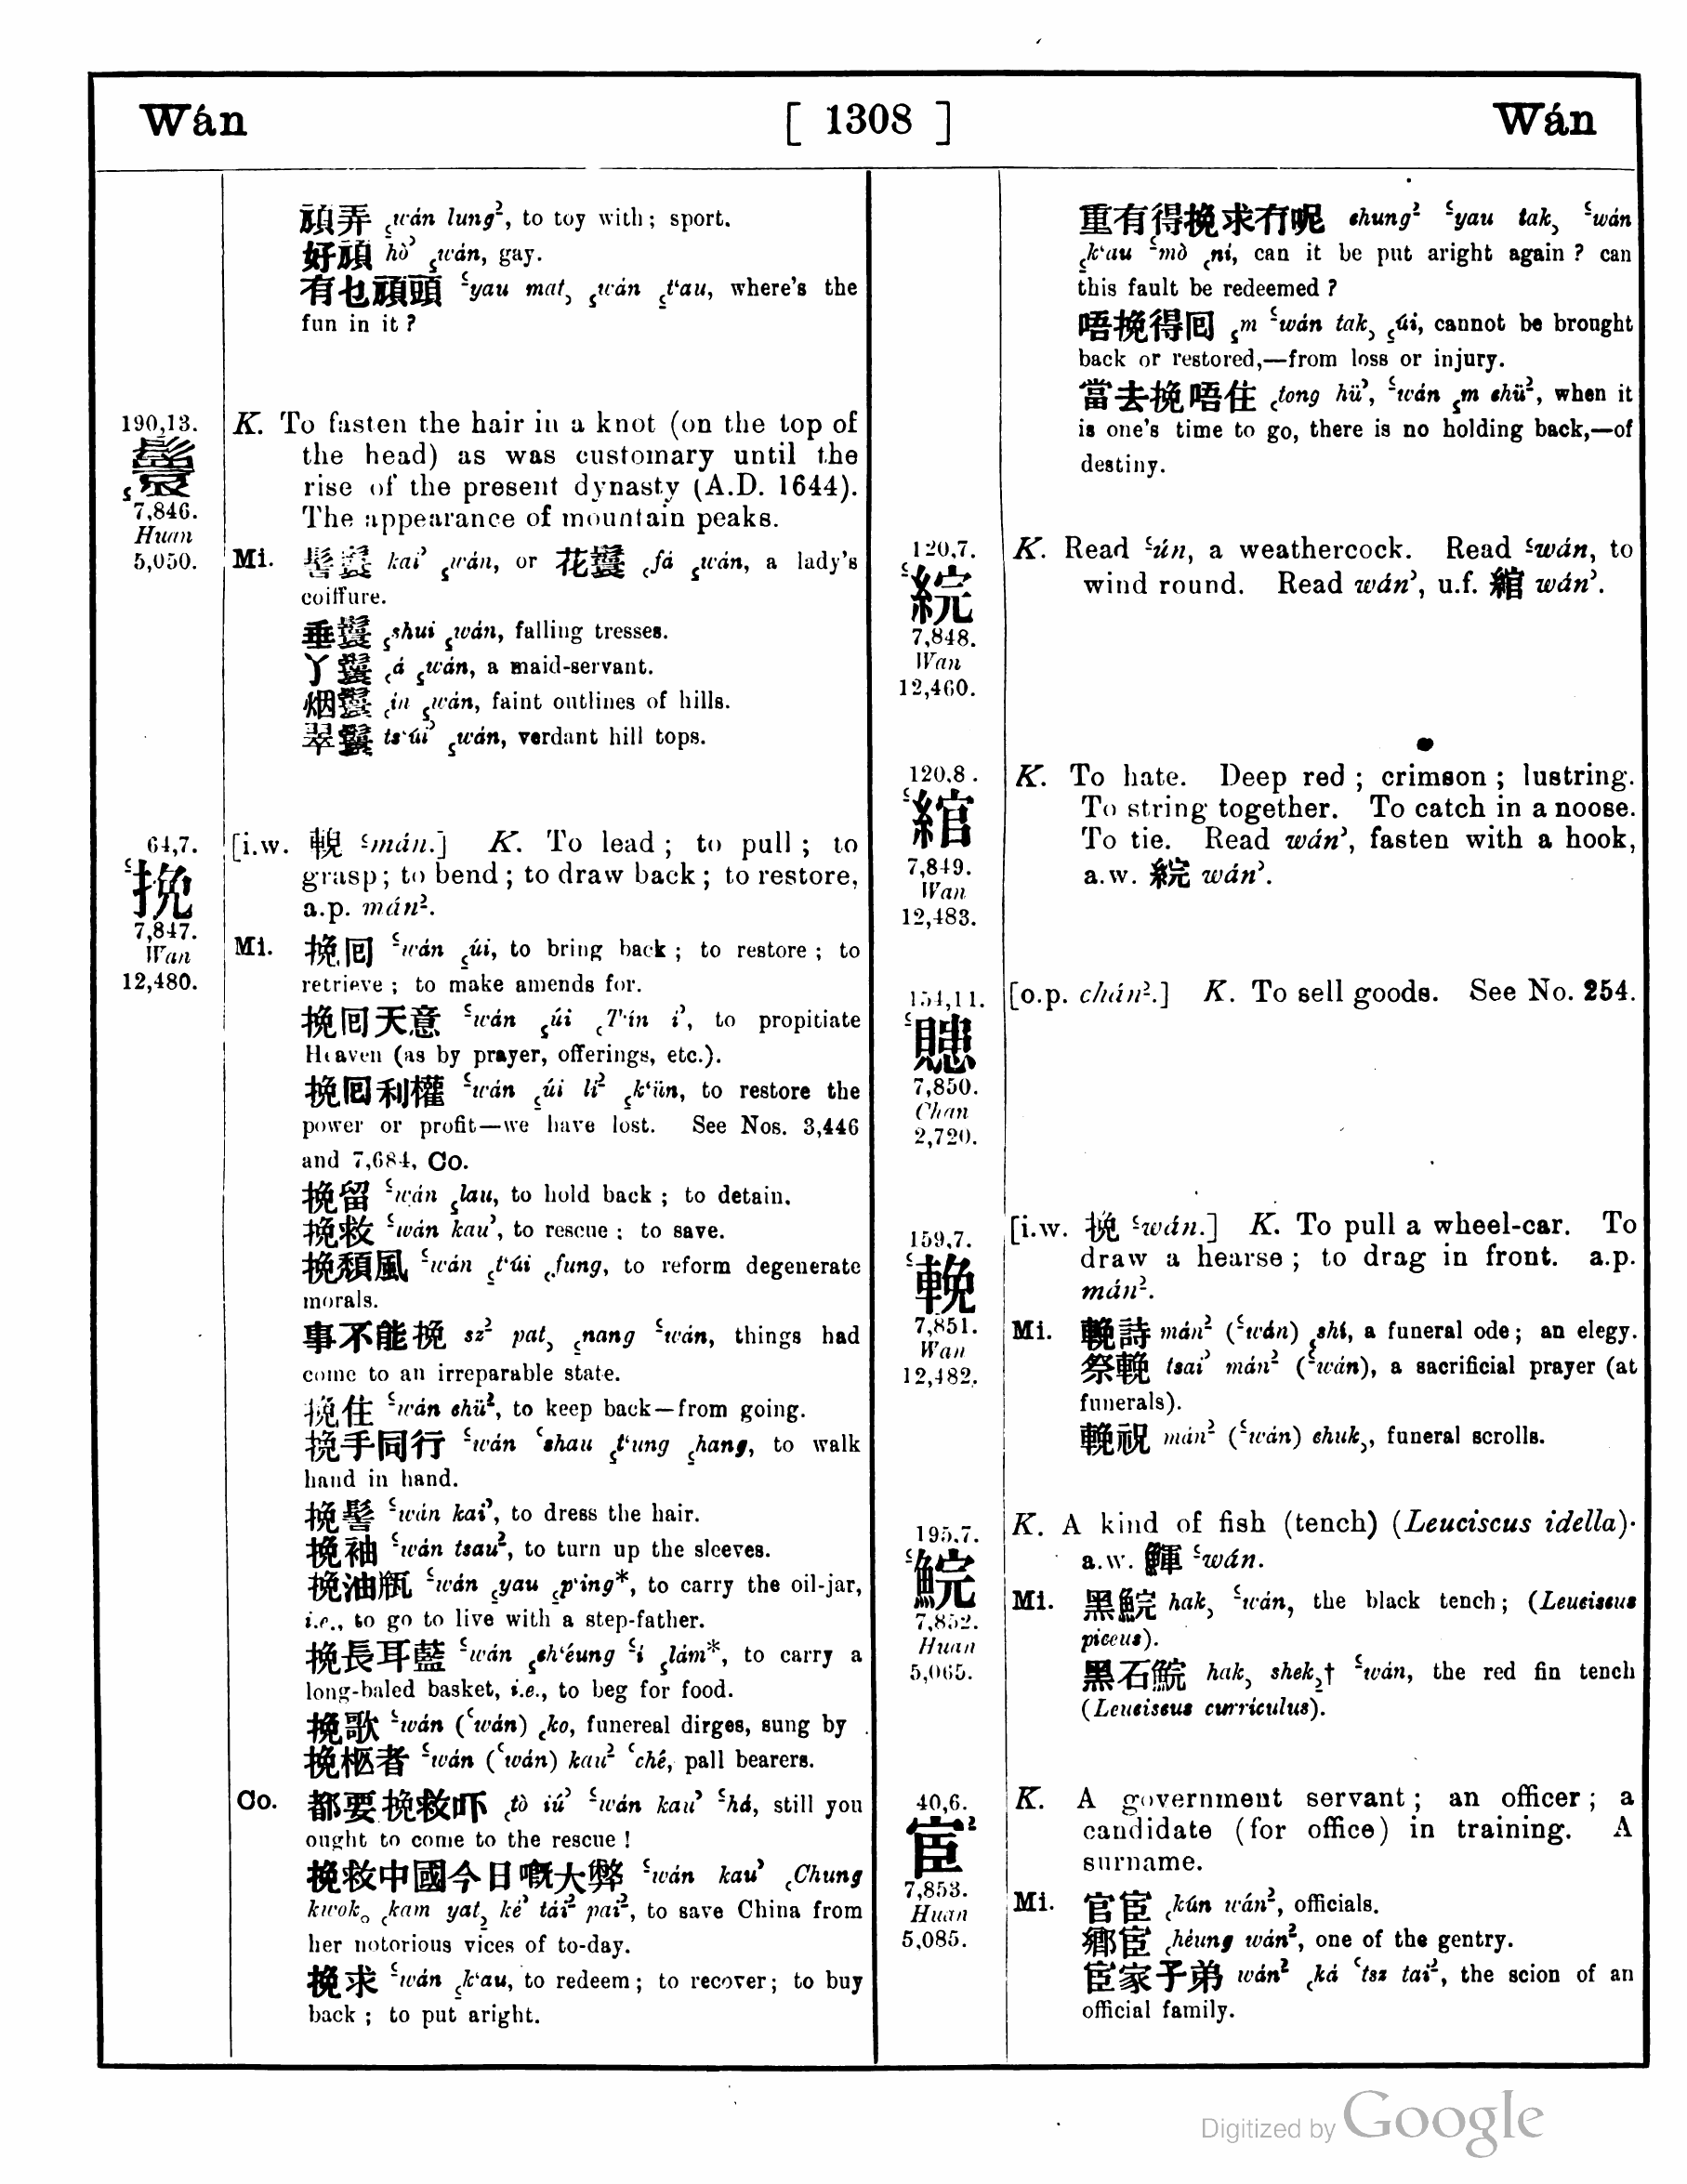 Wán [ 1308 ] Wán
頑弄 ꜁wán lung², to toy with; sport.
好頑 hò꜄ ꜁wán, gay.
有乜頑頭 ꜃yau mat꜆ ꜁wán ꜁t‘au, where's the
fun in it?
190,13.
鬟
7,846.
Huan
5,050.
K. To fasten the hair in a knot (on the top of
the head) as was customary until the
rise of the present dynasty (A.D. 1644).
The appearance of mountain peaks.
Mi. 髻鬟 kai꜄ ꜁wán, or 花鬟 ꜀fá ꜁wán, a lady's
coiffure.
垂鬟 ꜁shui ꜁wán, falling tresses.
丫鬟 ꜀á ꜁wán, a maid-servant.
烟鬟 ꜀in ꜁wán, faint outlines of hills.
翠鬟 ts‘úi꜄ ꜁wán, verdant hill tops.
64,7.
挽
7,847.
Wan
12,480.
[i.w. 輓 ꜃mán.] K. To lead; to pull; to
grasp; to bend; to draw back; to restore,
a.p. mán².
Mi. 挽回 ꜃wán ꜁úi, to bring back; to restore; to
retrieve; to make amends for.
挽回天意 ꜃wán ꜁úi ꜀T‘ín í꜄, to propitiate
Heaven (as by prayer, offerings, etc.).
挽回利權 ꜃wán ꜁úi lí² ꜁k‘ün, to restore the
power or profit—we have lost. See Nos. 3,446
and 7,684, Co.
挽留 ꜃wán ꜁lau, to hold back; to detain.
挽救 ꜃wán kau꜄, to rescue; to save.
挽頹風 ꜃wán ꜁t‘úi ꜀fung, to reform degenerate
morals.
事不能挽 sz² pat꜆ ꜁nang ꜃wán, things had
come to an irreparable state.
挽住 ꜃wán chü², to keep back—from going.
挽手同行 ꜃wán ꜂shau ꜁t‘ung ꜁hang, to walk
hand in hand.
挽髻 ꜃wán kai꜄, to dress the hair.
挽袖 ꜃wán tsau², to turn up the sleeves.
挽油瓶 ꜃wán ꜁yau ꜁p‘ing*, to carry the oil-jar,
i.e., to go to live with a step-father.
挽長耳藍 ꜃wán ꜁ch‘éung ꜃í ꜁lám*, to carry a
long-baled basket, i.e., to beg for food.
挽歌 ꜃wán (꜂wán) ꜀ko, funereal dirges, sung by
挽柩者 ꜃wán (꜂wán) kau² ꜂ché, pall bearers.
Co. 都要挽救吓 ꜀tò iú꜄ ꜃wán kau꜄ ꜃há, still you
ought to come to the rescue!
挽救中國今日嘅大弊 ꜃wán kau꜄ ꜀Chung
kwok꜀ ꜀kam yat꜇ ké꜄ tái² pai², to save China from
her notorious vices of to-day.
挽求 ꜃wán ꜁k‘au, to redeem; to recover; to buy
back; to put aright.
重有得挽求冇呢 chung² ꜃yau tak꜆ ꜃wán
꜁k‘au ꜃mò ꜀ní, can it be put aright again? can
this fault be redeemed?
唔挽得回 ꜁m ꜃wán tak꜆ ꜁úi, cannot be brought
back or restored,—from loss or injury.
當去挽唔住 ꜀tong hü꜄, ꜃wán ꜁m chü², when it
is one's time to go, there is no holding back,—of
destiny.
120,7.
綄
7,848.
Wan
12,460.
K. Read ꜃ún, a weathercock. Read ꜃wán, to
wind round. Read wán꜄, u.f. 綰 wán꜄.
120,8.
綰
7,849.
Wan
12,483.
K. To hate. Deep red; crimson; lustring.
To string together. To catch in a noose.
To tie. Read wán꜄, fasten with a hook,
a.w. 綄 wán꜄.
154,11.
7,850.
Chan
2,720.
[o.p. chán².] K. To sell goods. See No. 254.
159,7.
輓
7,851.
Wan
12,482.
[i.w. 挽 ꜃wán.] K. To pull a wheel-car. To
draw a hearse; to drag in front. a.p.
mán².
Mi. 輓詩 mán² (꜃wán) ꜀shí, a funeral ode; an elegy.
祭輓 tsai꜄ mán² (꜃wán), a sacrificial prayer (at
funerals).
輓祝 mán² (꜃wán) chuk꜆, funeral scrolls.
195,7.
鯇
7,852.
Huan
5,065.
K. A kind of fish (tench) (Leuciscus idella).
a.w. 鯶 ꜃wán.
Mi. 黑鯇 hak꜆ ꜃wán, the black tench; (Leuciscus
piceus).
黑石鯇 hak꜆ shek꜇† ꜃wán, the red fin tench
(Leuciscus curriculus).
40,6.
宦²
7,853.
Huan
5,085.
K. A government servant; an officer; a
candidate (for office) in training. A
surname.
Mi. 官宦 ꜀kún wán², officials.
鄉宦 ꜀héung wán², one of the gentry.
宦家子弟 wán² ꜀ká ꜂tsz tai², the scion of an
official family.
Digitized by Google